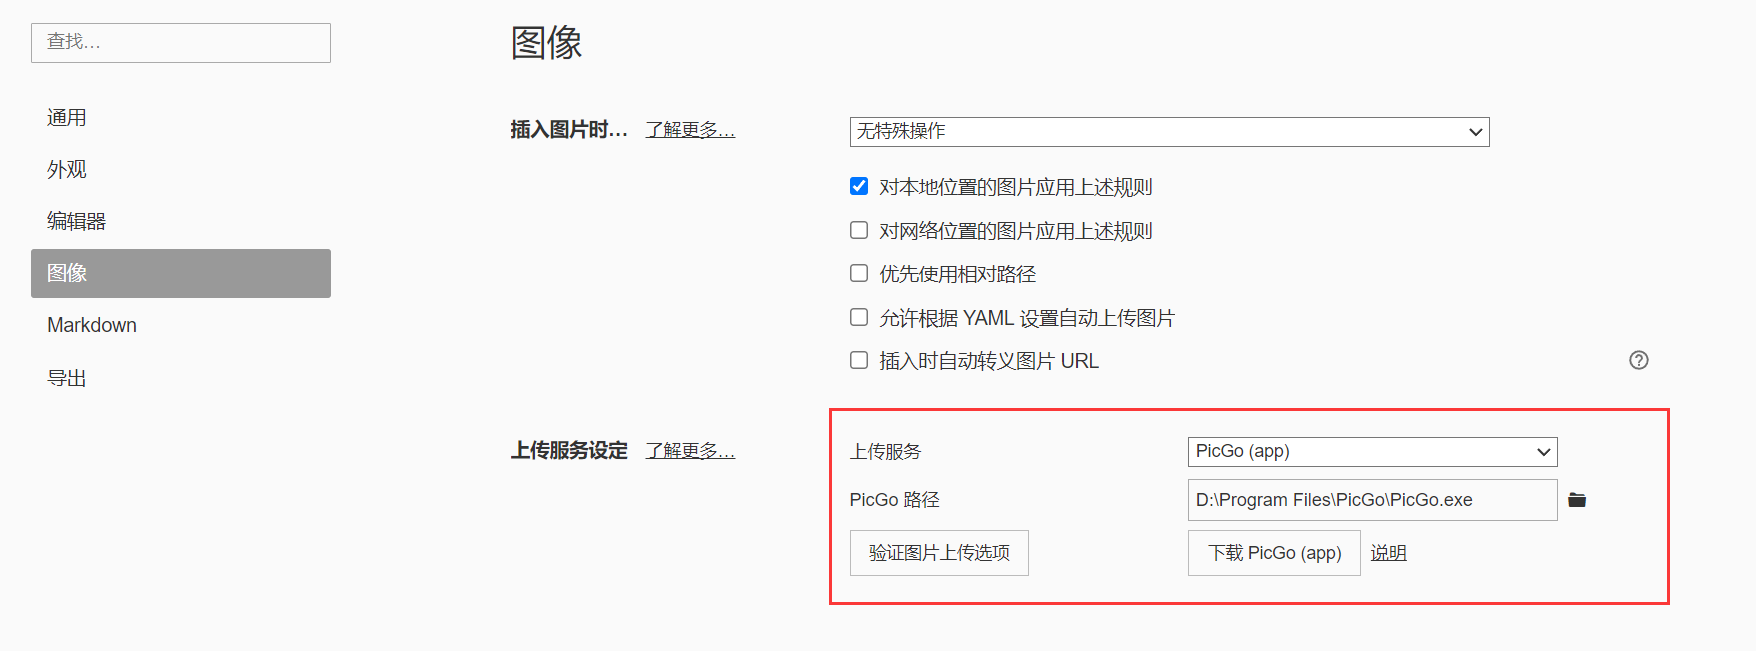 查找...
通用
外观
编辑器
图像
Markdown
导出
图像
插入图片时... 了解更多...
无特殊操作
对本地位置的图片应用上述规则
对网络位置的图片应用上述规则
优先使用相对路径
允许根据 YAML 设置自动上传图片
插入时自动转义图片 URL
上传服务设定 了解更多...
上传服务 PicGo (app)
PicGo 路径 D:\Program Files\PicGo\PicGo.exe
验证图片上传选项 下载 PicGo (app) 说明